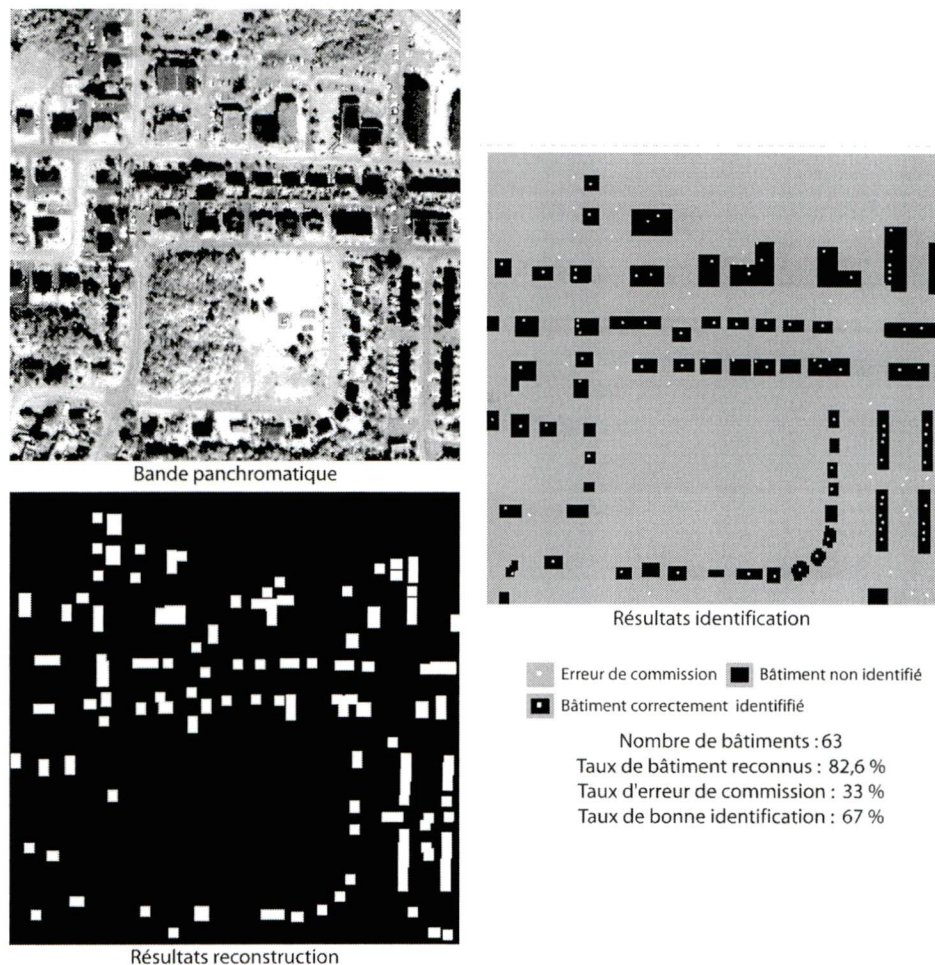 Bande panchromatique
Résultats identification
Erreur de commission
Bâtiment non identifié
Bâtiment correctement identififié
Nombre de bâtiments : 63
Taux de bâtiment reconnus : 82,6 %
Taux d'erreur de commission : 33 %
Taux de bonne identification : 67 %
Résultats reconstruction